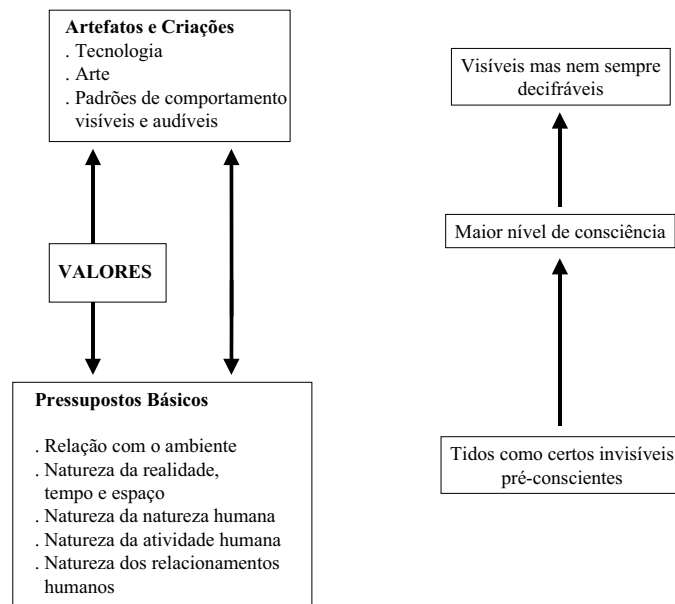 Artefatos e Criações
. Tecnologia
. Arte
. Padrões de comportamento
visíveis e audíveis
VALORES
Pressupostos Básicos
. Relação com o ambiente
. Natureza da realidade,
tempo e espaço
. Natureza da natureza humana
. Natureza da atividade humana
. Natureza dos relacionamentos
humanos
Visíveis mas nem sempre
decifráveis
Maior nível de consciência
Tidos como certos invisíveis
pré-conscientes